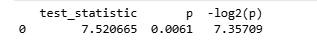 test_statistic p -log2(p)
0 7.520665 0.0061 7.35709